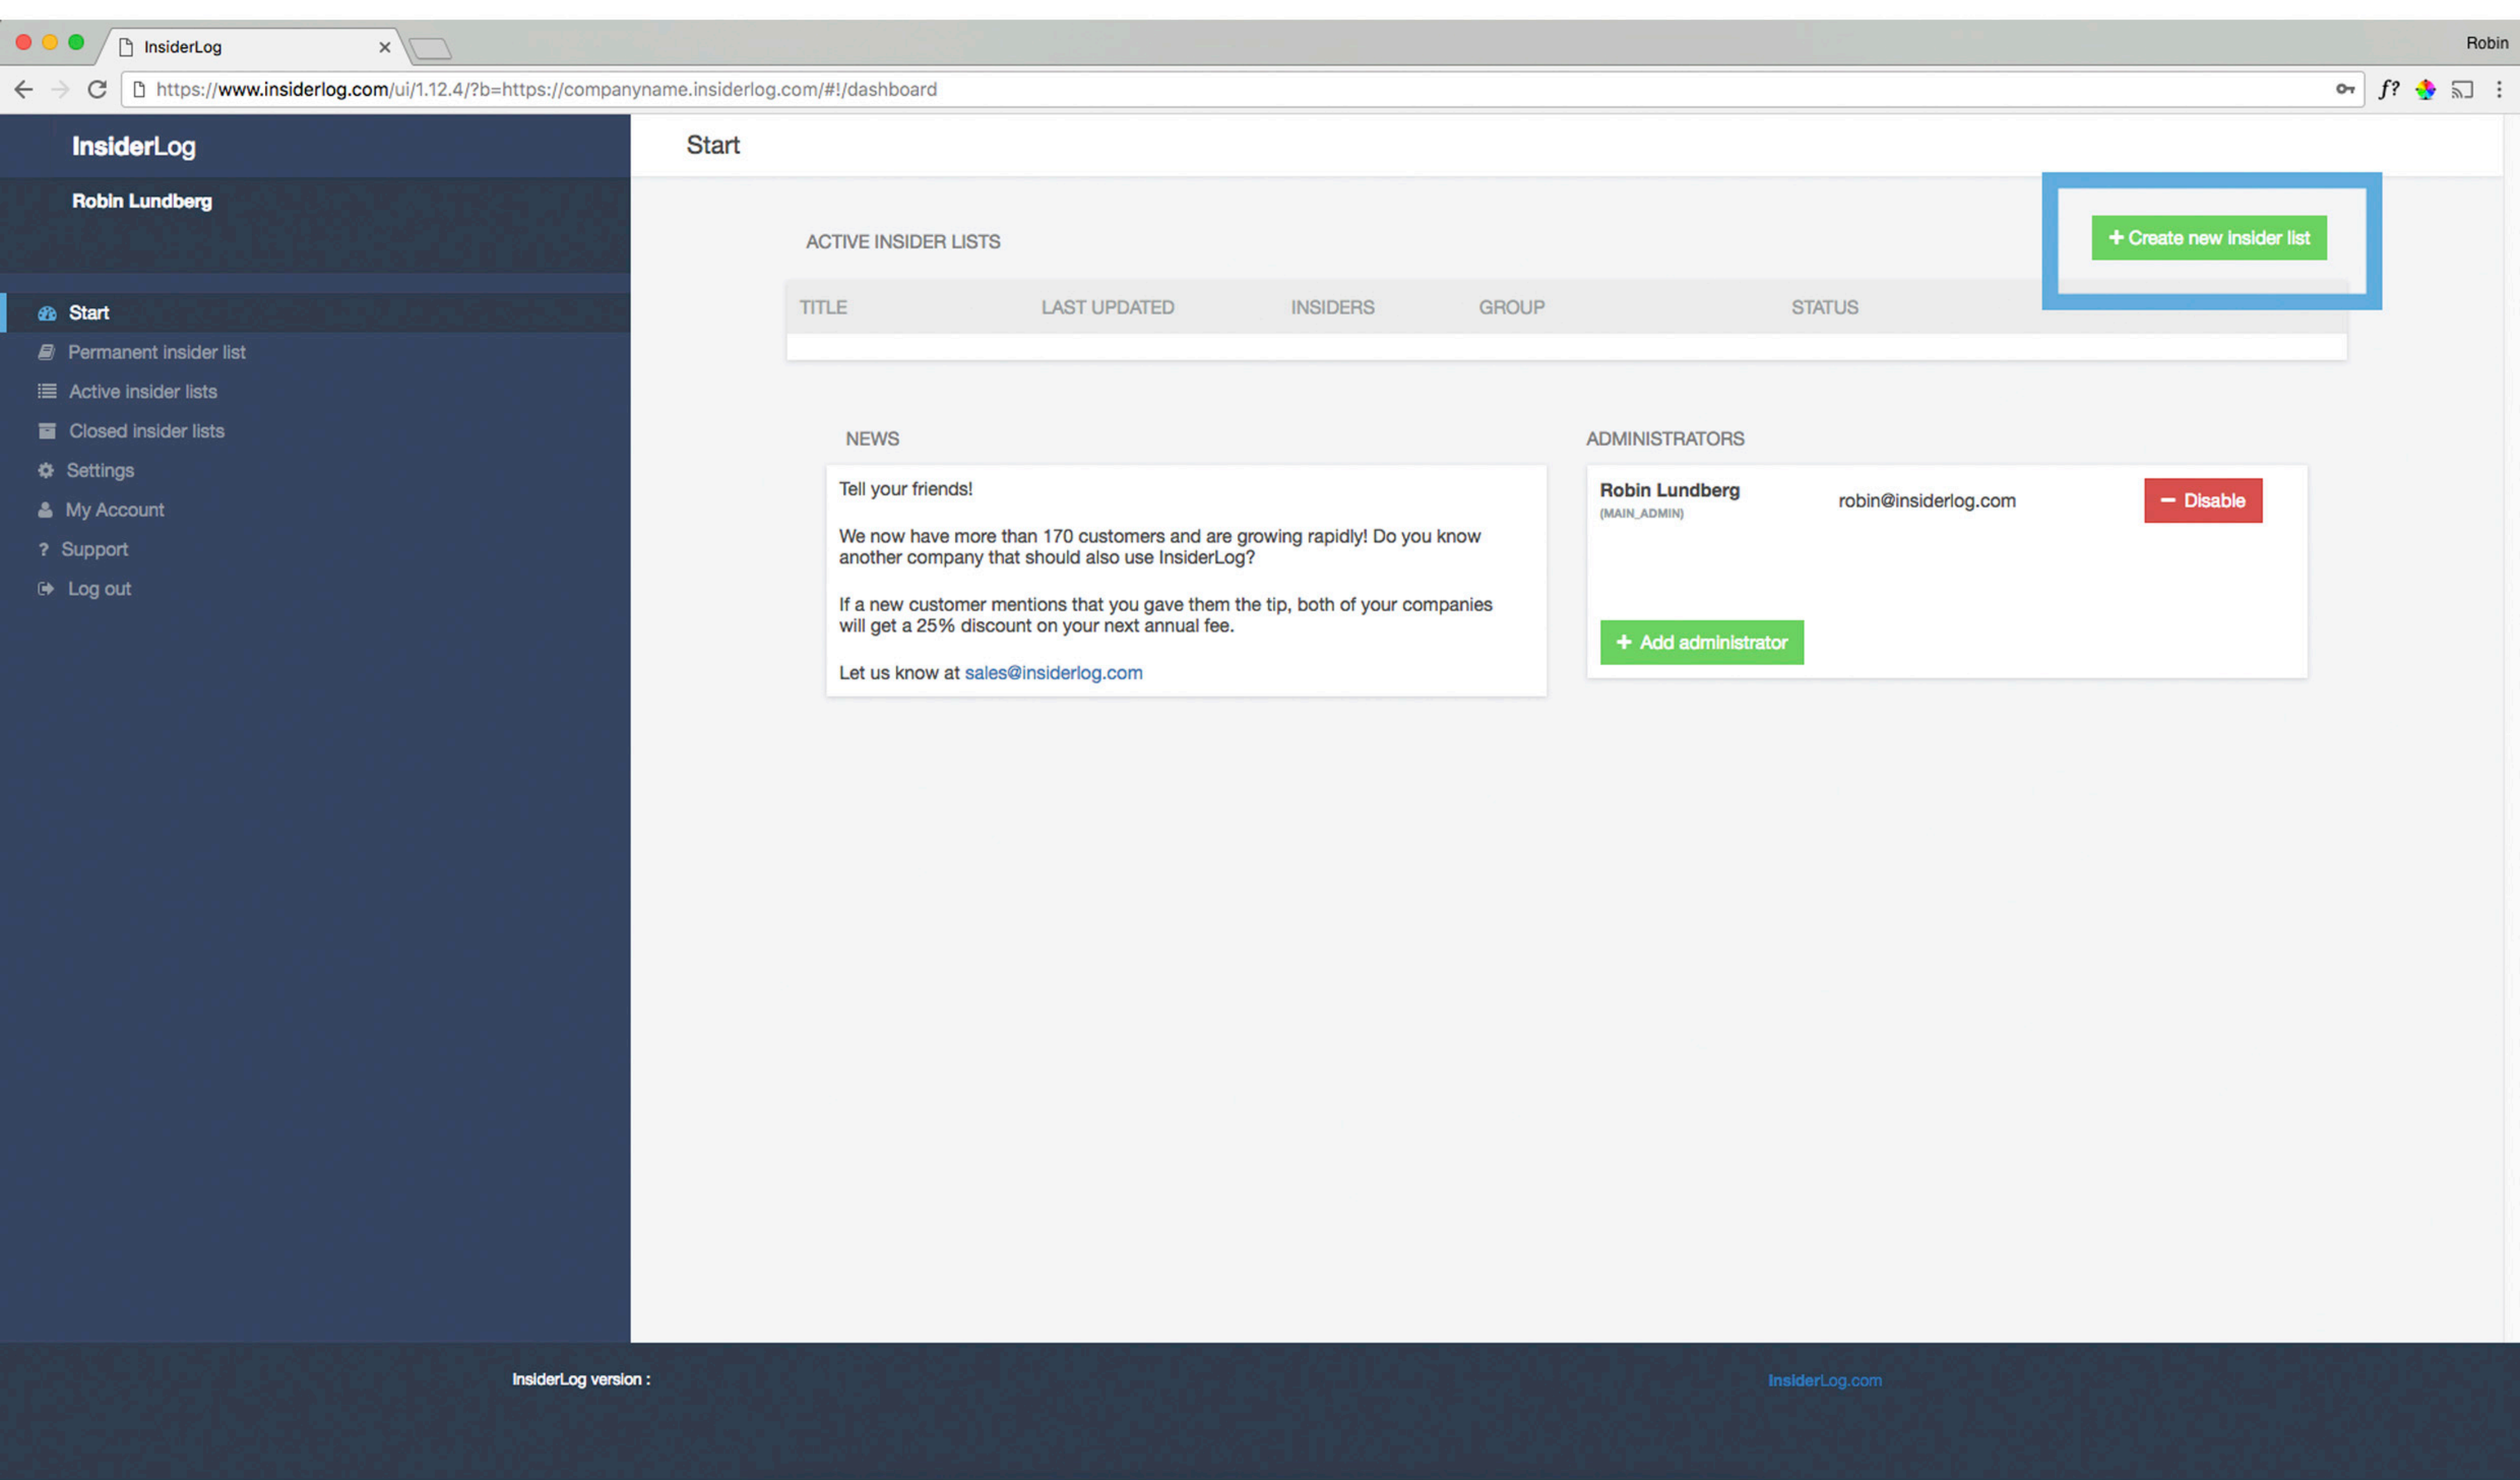 InsiderLog
Robin
https://www.insiderlog.com/ui/1.12.4/?b=https://companyname.insiderlog.com/#!/dashboard
f?
InsiderLog
Robin Lundberg
Start
Permanent insider list
Active insider lists
Closed insider lists
Settings
My Account
? Support
Log out
Start
ACTIVE INSIDER LISTS
+ Create new insider list
TITLE LAST UPDATED INSIDERS GROUP STATUS
NEWS
Tell your friends!
We now have more than 170 customers and are growing rapidly! Do you know
another company that should also use InsiderLog?
If a new customer mentions that you gave them the tip, both of your companies
will get a 25% discount on your next annual fee.
Let us know at sales@insiderlog.com
ADMINISTRATORS
Robin Lundberg robin@insiderlog.com − Disable
(MAIN_ADMIN)
+ Add administrator
InsiderLog version :
InsiderLog.com